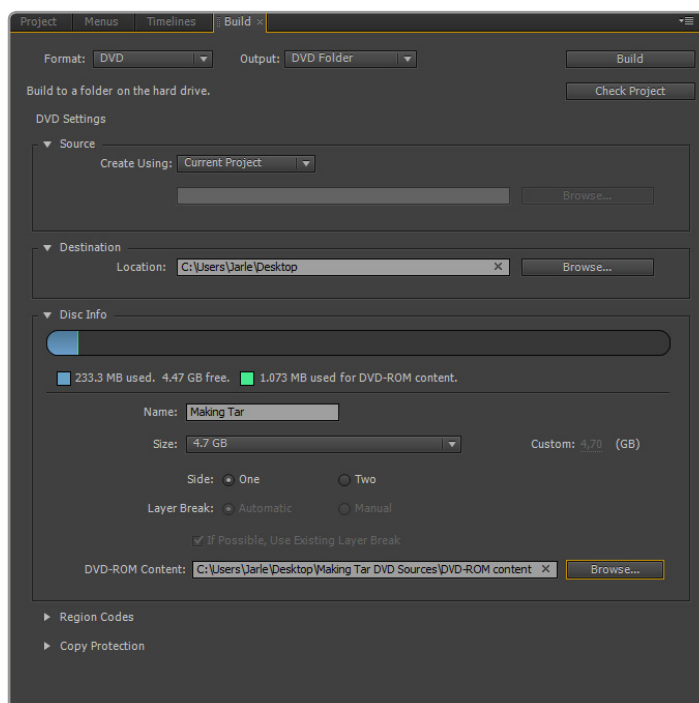 Project Menus Timelines Build ×
Format: DVD Output: DVD Folder Build
Build to a folder on the hard drive. Check Project
DVD Settings
Source
Create Using: Current Project
Browse...
Destination
Location: C:\Users\Jarle\Desktop × Browse...
Disc Info
233.3 MB used. 4.47 GB free. 1.073 MB used for DVD-ROM content.
Name: Making Tar
Size: 4.7 GB Custom: 4,70 (GB)
Side: One Two
Layer Break: Automatic Manual
If Possible, Use Existing Layer Break
DVD-ROM Content: C:\Users\Jarle\Desktop\Making Tar DVD Sources\DVD-ROM content × Browse...
Region Codes
Copy Protection